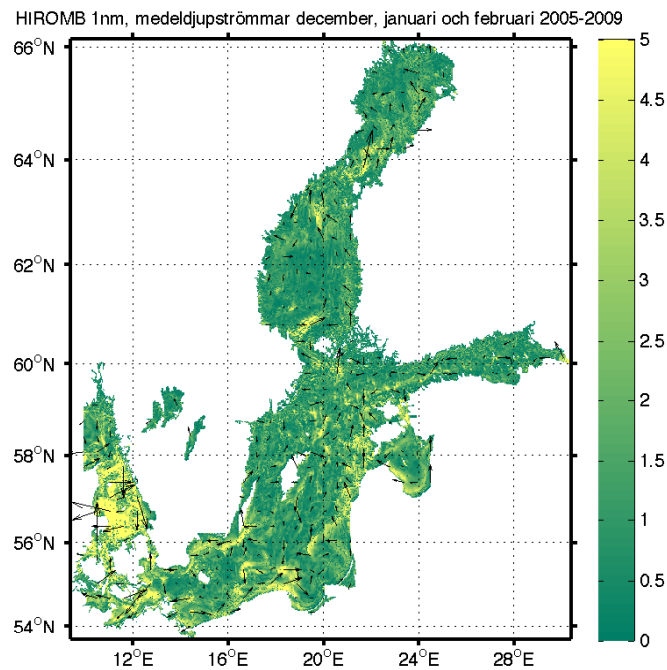 HIROMB 1nm, medeldjupströmmar december, januari och februari 2005-2009
66°N
64°N
62°N
60°N
58°N
56°N
54°N
12°E
16°E
20°E
24°E
28°E
5
4.5
4
3.5
3
2.5
2
1.5
1
0.5
0